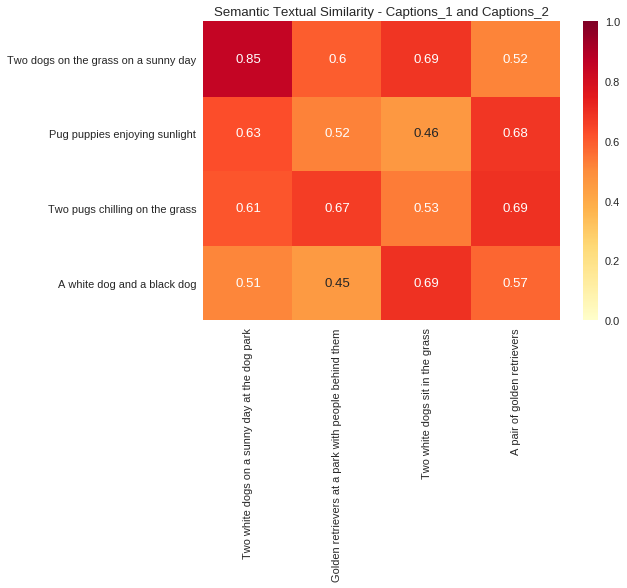 Semantic Textual Similarity - Captions_1 and Captions_2
Two dogs on the grass on a sunny day
0.85 0.6 0.69 0.52
Pug puppies enjoying sunlight
0.63 0.52 0.46 0.68
Two pugs chilling on the grass
0.61 0.67 0.53 0.69
A white dog and a black dog
0.51 0.45 0.69 0.57
Two white dogs on a sunny day at the dog park
Golden retrievers at a park with people behind them
Two white dogs sit in the grass
A pair of golden retrievers
1.0
0.8
0.6
0.4
0.2
0.0